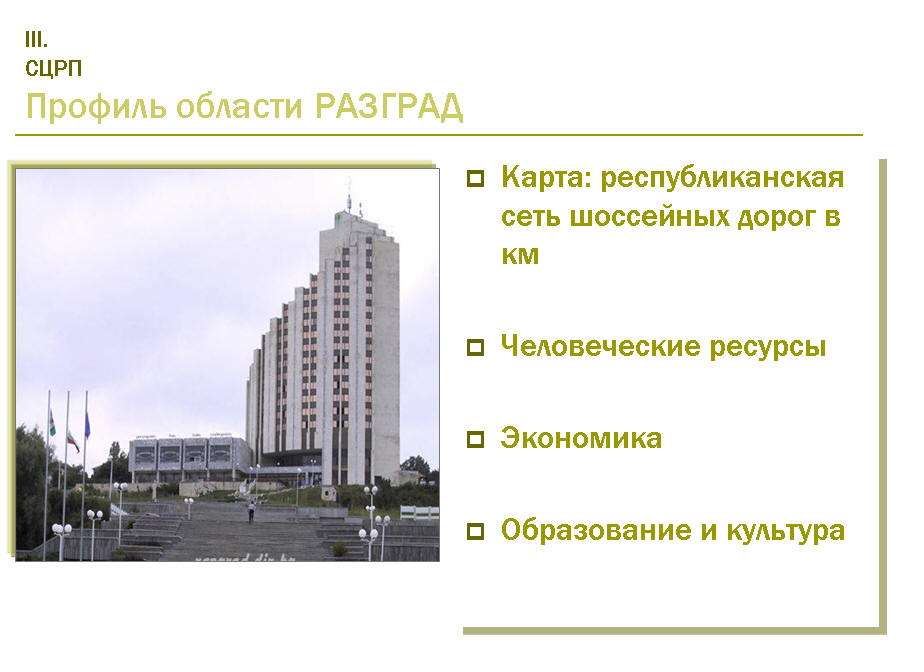 III.
СЦРП
Профиль области РАЗГРАД
Карта: республиканская
сеть шоссейных дорог в
км
Человеческие ресурсы
Экономика
Образование и культура